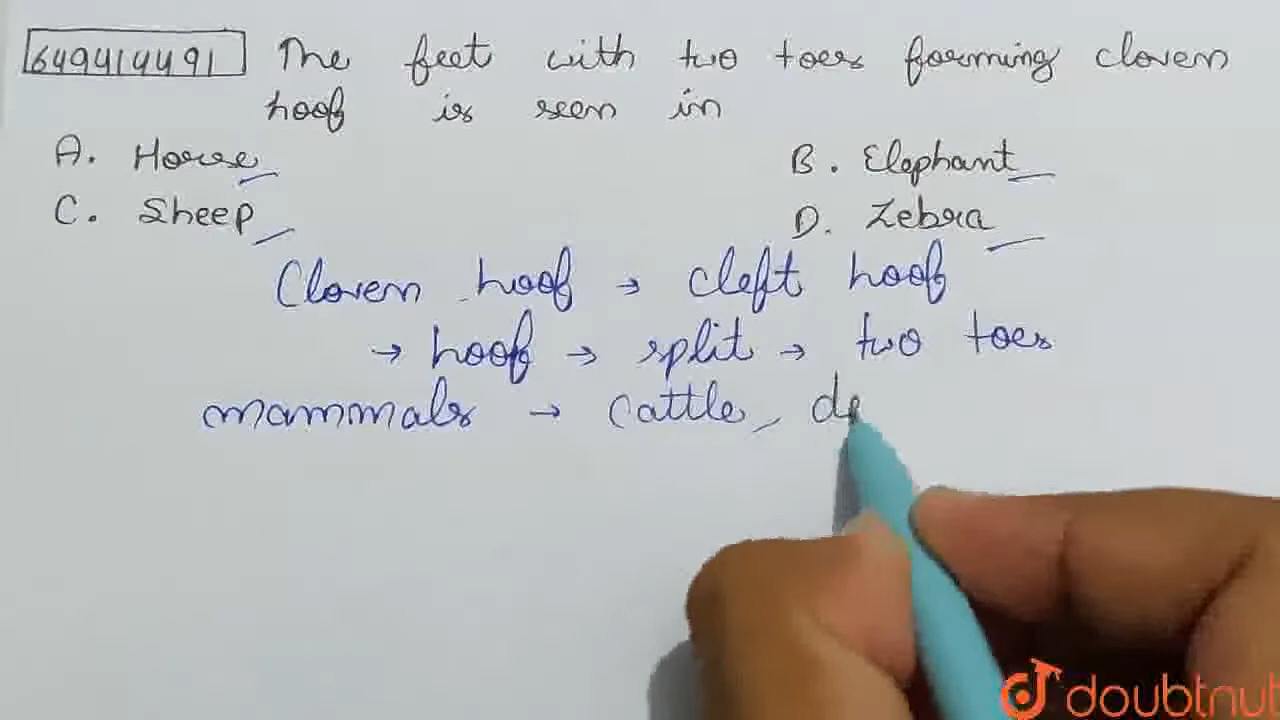 649414491 The feet with two toes forming cloven
hoof is seen in
A. Horse B. Elephant
C. Sheep D. Zebra
Cloven hoof → cleft hoof
→ hoof → split → two toes
mammals → cattle, de
doubtnut